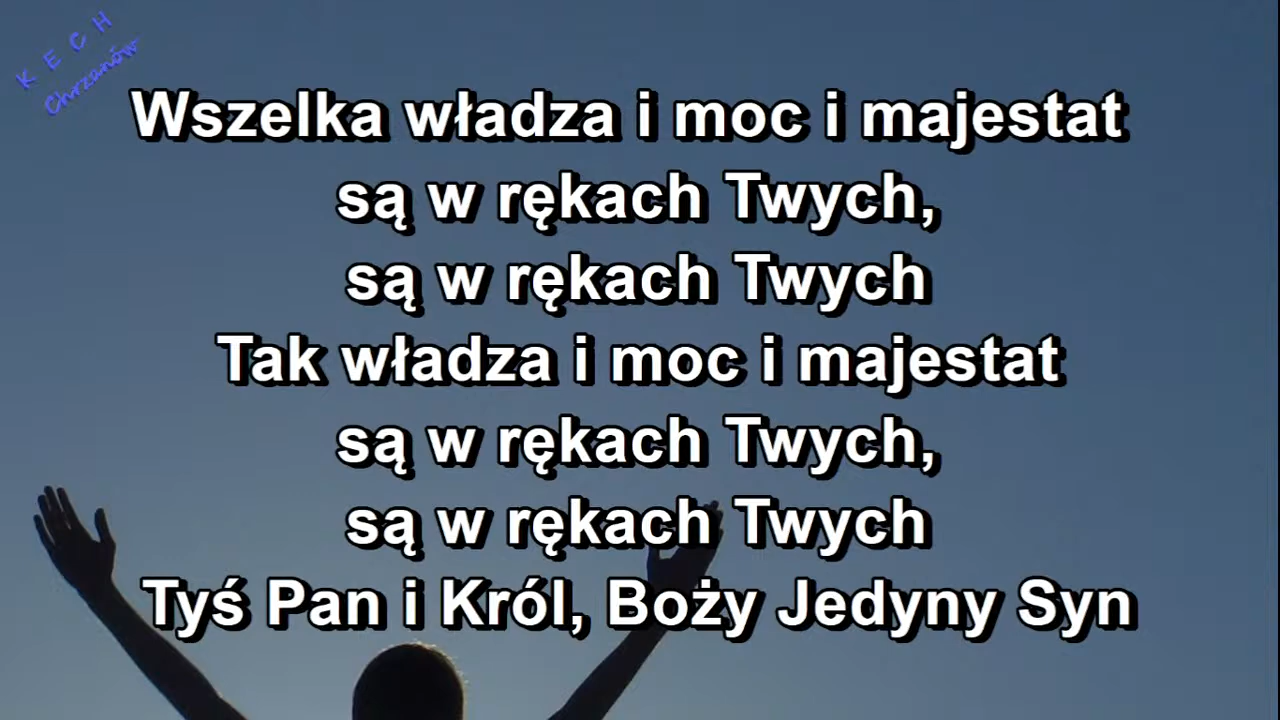 K E C H
Chrzanów
Wszelka władza i moc i majestat
są w rękach Twych,
są w rękach Twych
Tak władza i moc i majestat
są w rękach Twych,
są w rękach Twych
Tyś Pan i Król, Boży Jedyny Syn